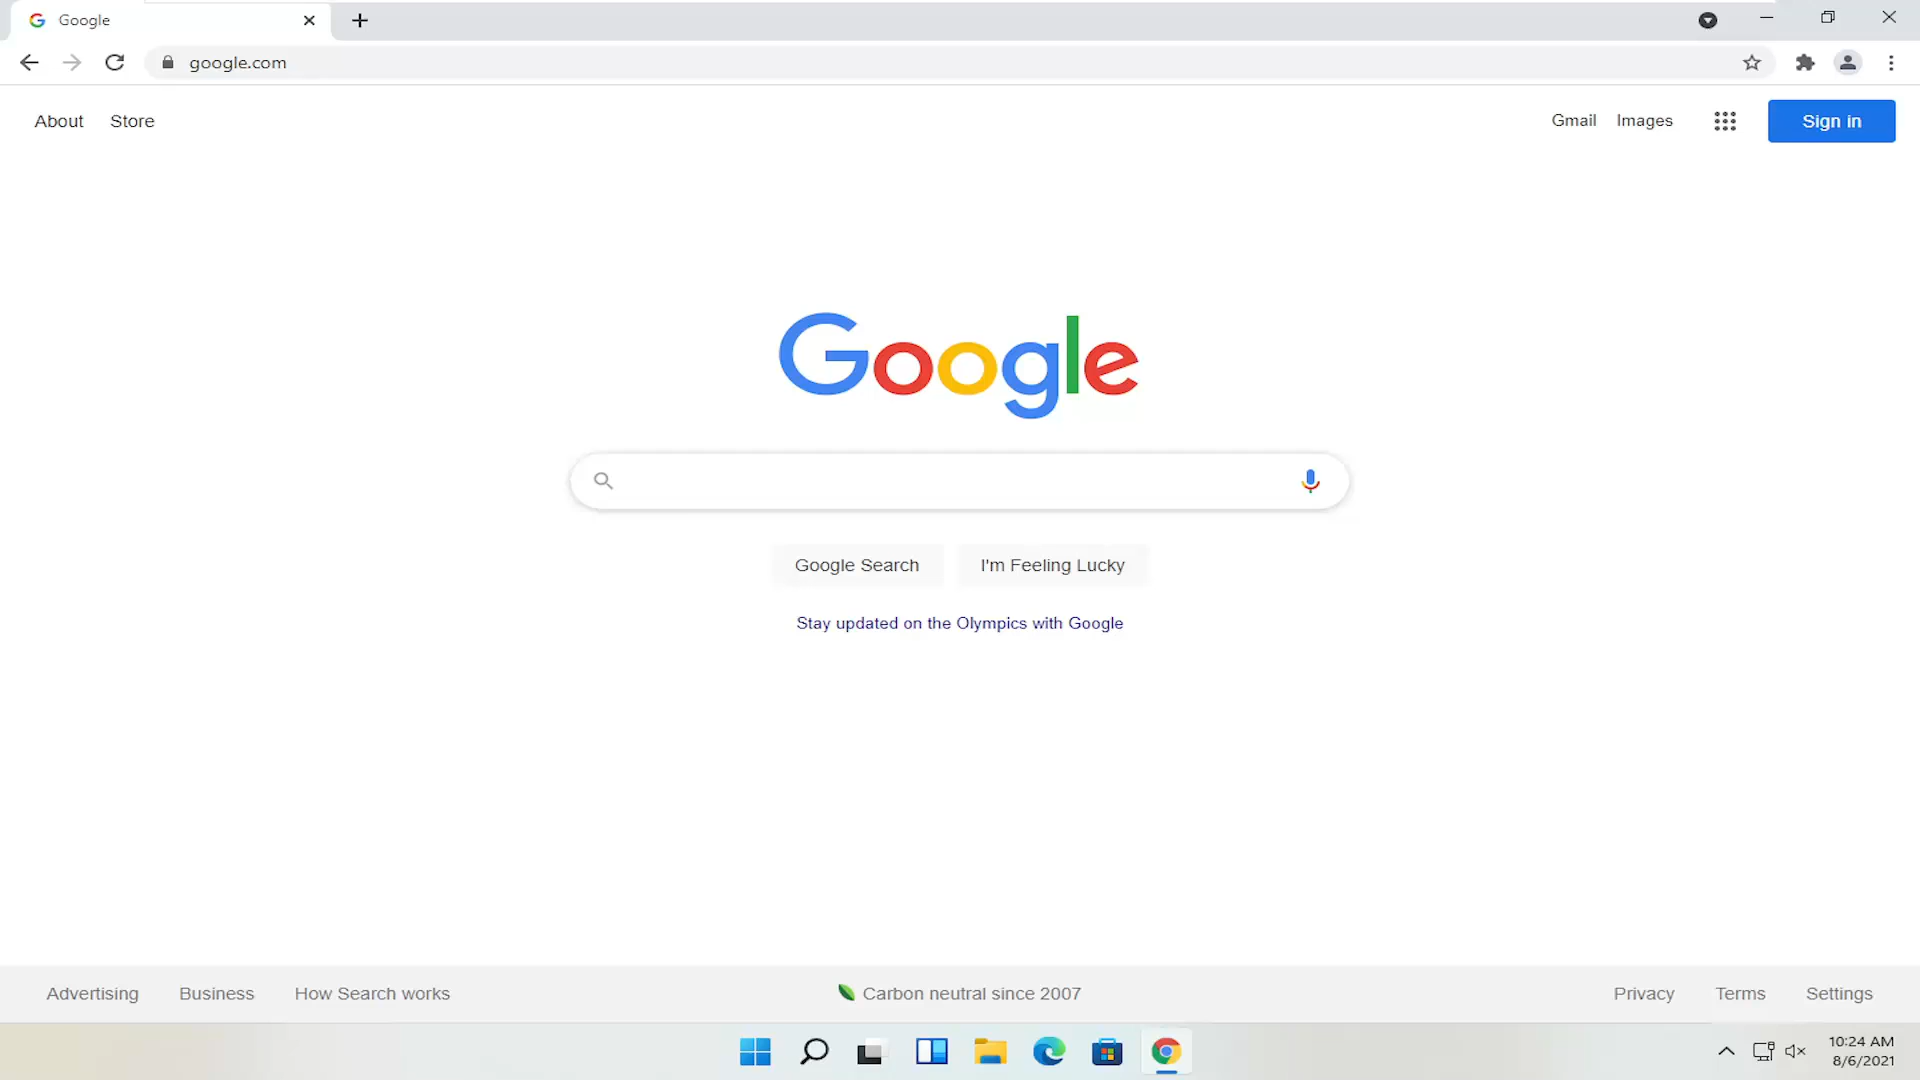 Google
google.com
About Store Gmail Images Sign in
Google
Google Search I'm Feeling Lucky
Stay updated on the Olympics with Google
Advertising Business How Search works Carbon neutral since 2007 Privacy Terms Settings
10:24 AM
8/6/2021